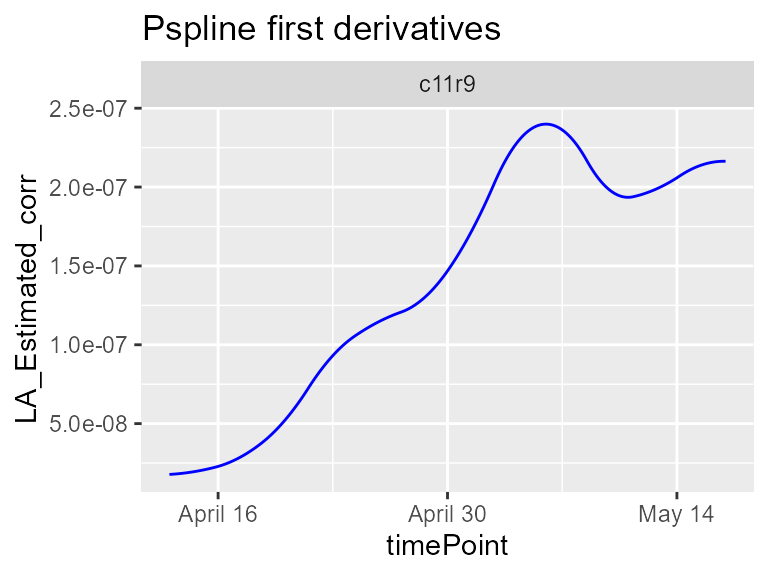 Pspline first derivatives
c11r9
LA_Estimated_corr
2.5e-07
2.0e-07
1.5e-07
1.0e-07
5.0e-08
April 16
April 30
May 14
timePoint